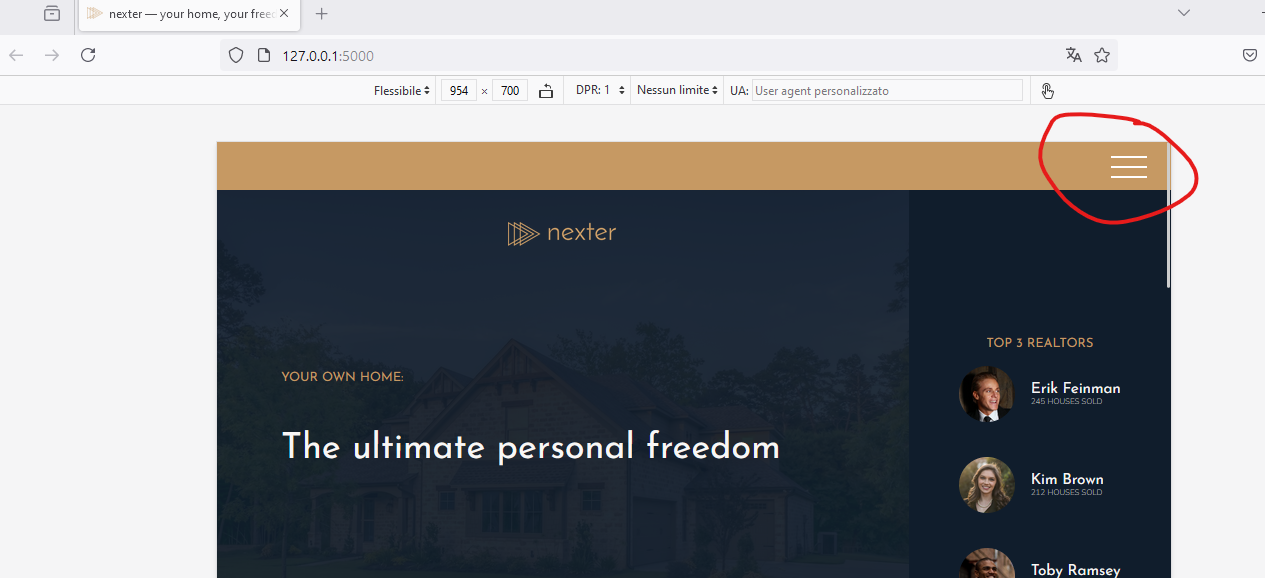 nexter — your home, your freed
127.0.0.1:5000
Flessibile 954 × 700 DPR: 1 Nessun limite UA: User agent personalizzato
nexter
YOUR OWN HOME:
The ultimate personal freedom
TOP 3 REALTORS
Erik Feinman
245 HOUSES SOLD
Kim Brown
212 HOUSES SOLD
Toby Ramsey